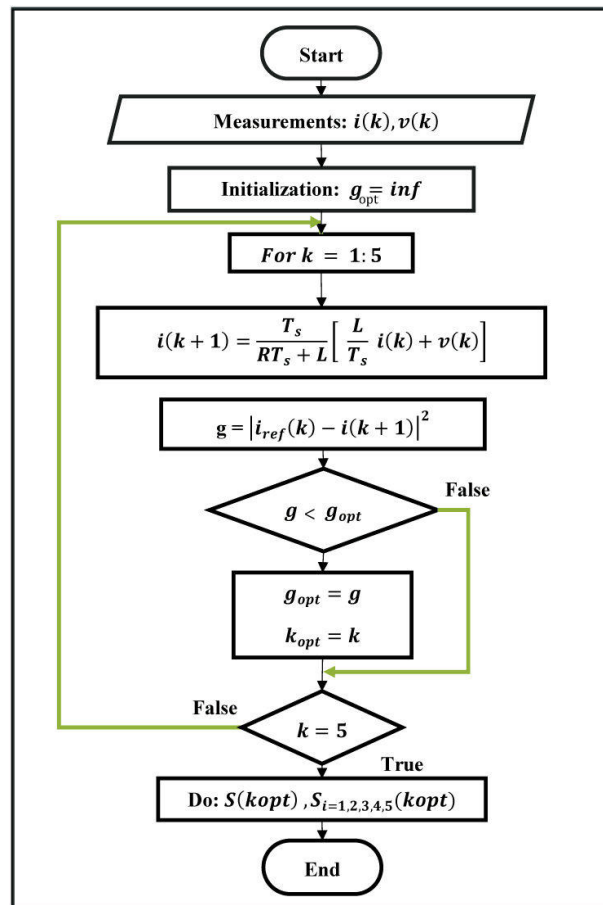 Start
Measurements: i(k), v(k)
Initialization: g_opt = inf
For k = 1: 5
i(k + 1) = T_s / (RT_s + L) [ L / T_s i(k) + v(k) ]
g = |i_ref(k) − i(k + 1)|^2
False
g < g_opt
g_opt = g
k_opt = k
False
k = 5
True
Do: S(kopt) , S_i=1,2,3,4,5(kopt)
End